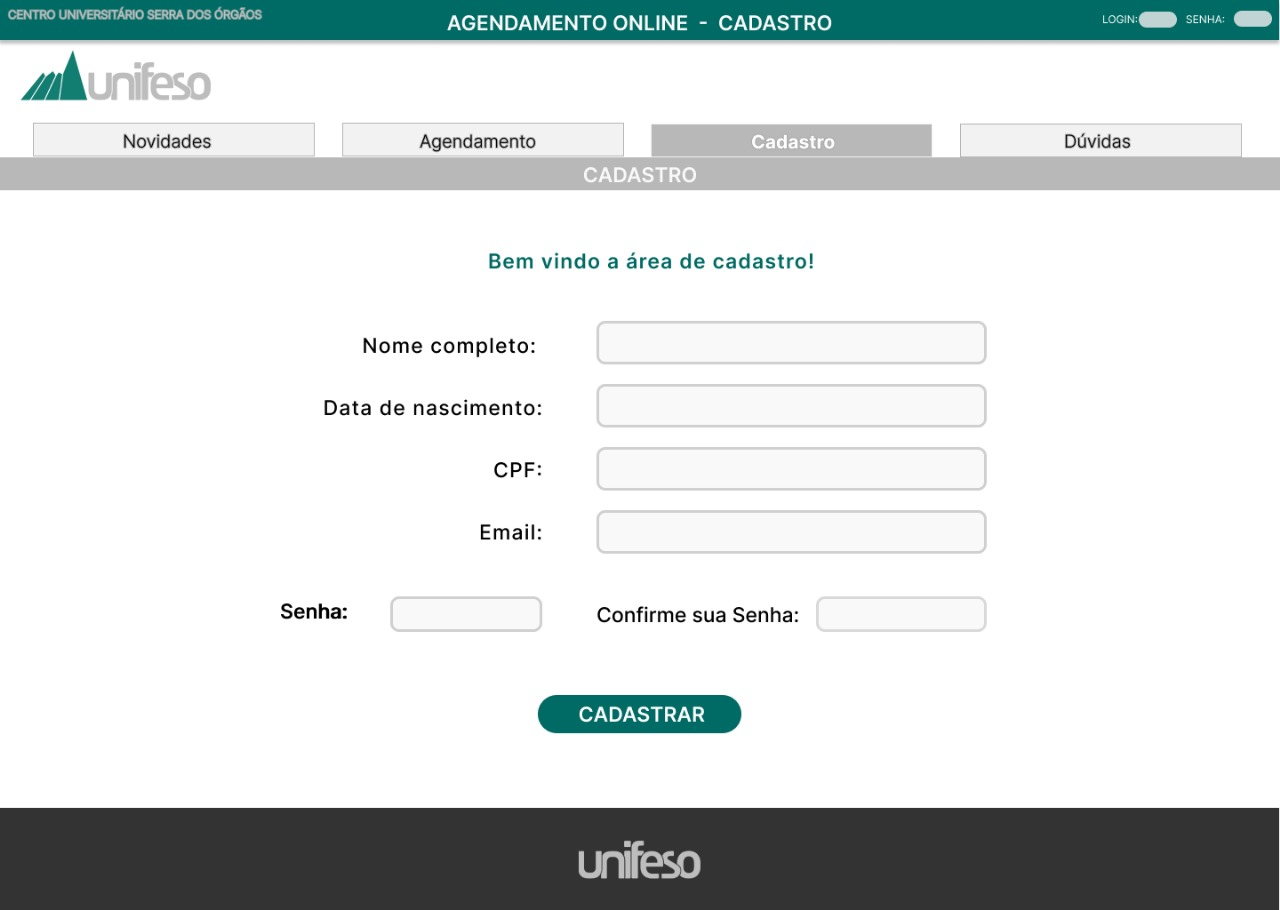 CENTRO UNIVERSITÁRIO SERRA DOS ÓRGÃOS
AGENDAMENTO ONLINE - CADASTRO
LOGIN: SENHA:
unifeso
Novidades Agendamento Cadastro Dúvidas
CADASTRO
Bem vindo a área de cadastro!
Nome completo:
Data de nascimento:
CPF:
Email:
Senha: Confirme sua Senha:
CADASTRAR
unifeso